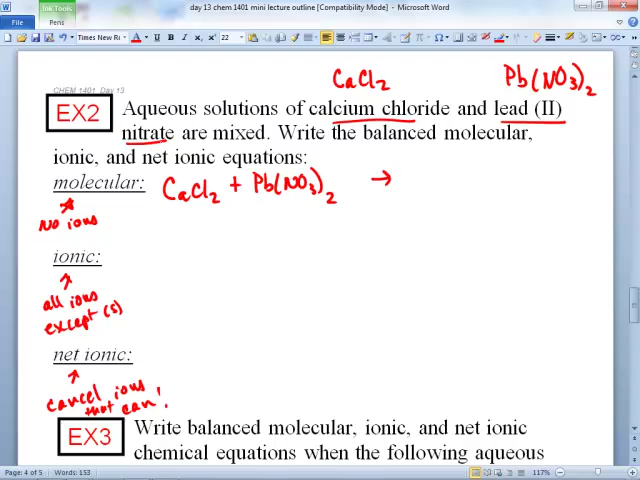 Ink Tools
day 13 chem 1401 mini lecture outline [Compatibility Mode] - Microsoft Word
File
Pens
Times New Ro
22
CaCl2 Pb(NO3)2
CHEM 1401, Day 13
EX2 Aqueous solutions of calcium chloride and lead (II)
nitrate are mixed. Write the balanced molecular,
ionic, and net ionic equations:
molecular: CaCl2 + Pb(NO3)2 →
No ions
ionic:
all ions
except (s)
net ionic:
cancel ions
that can!
EX3 Write balanced molecular, ionic, and net ionic
chemical equations when the following aqueous
Page: 4 of 5 Words: 153 117%